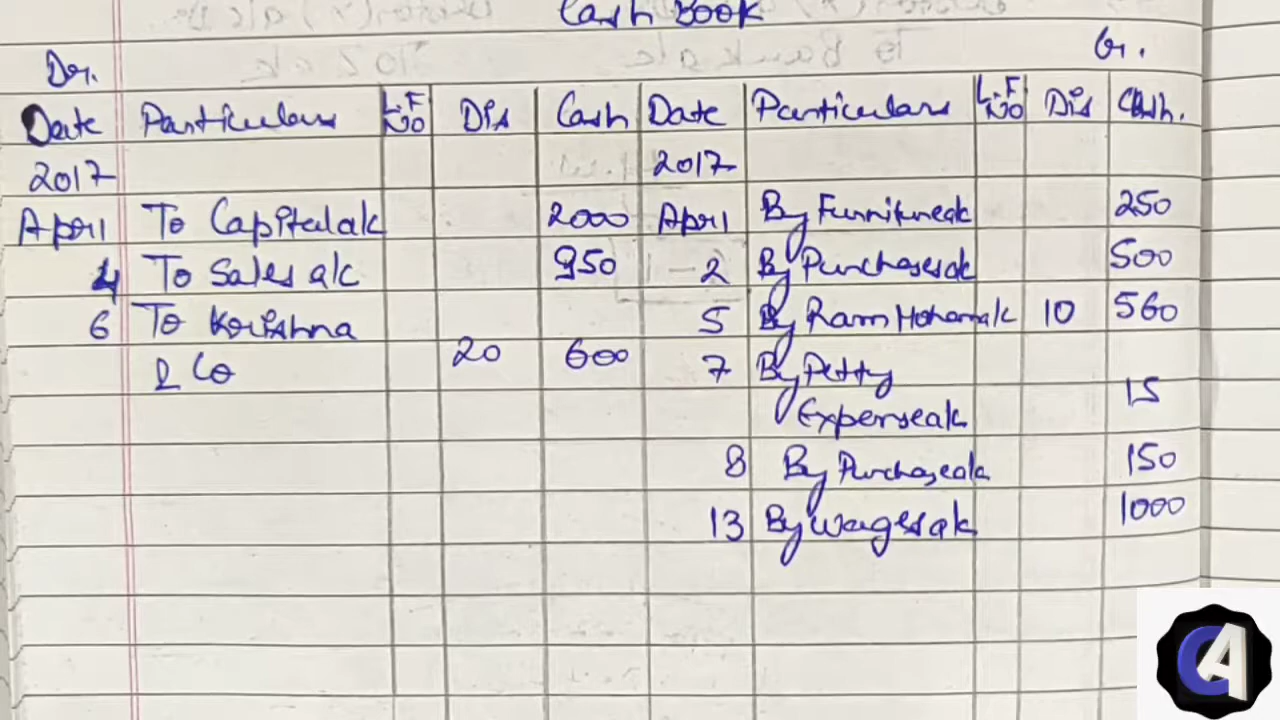 Cash Book
Dr. Cr.
Date Particulars L.F No Dis Cash Date Particulars L.F No Dis Cash.
2017 2017
April To Capital a/c 2000 April By Furniture a/c 250
4 To Sales a/c 950 2 By Purchases a/c 500
6 To Krishna 5 By Ram Mohan a/c 10 560
& Co 20 600 7 By Petty
Expense a/c 15
8 By Purchase a/c 150
13 By Wages a/c 1000
CA